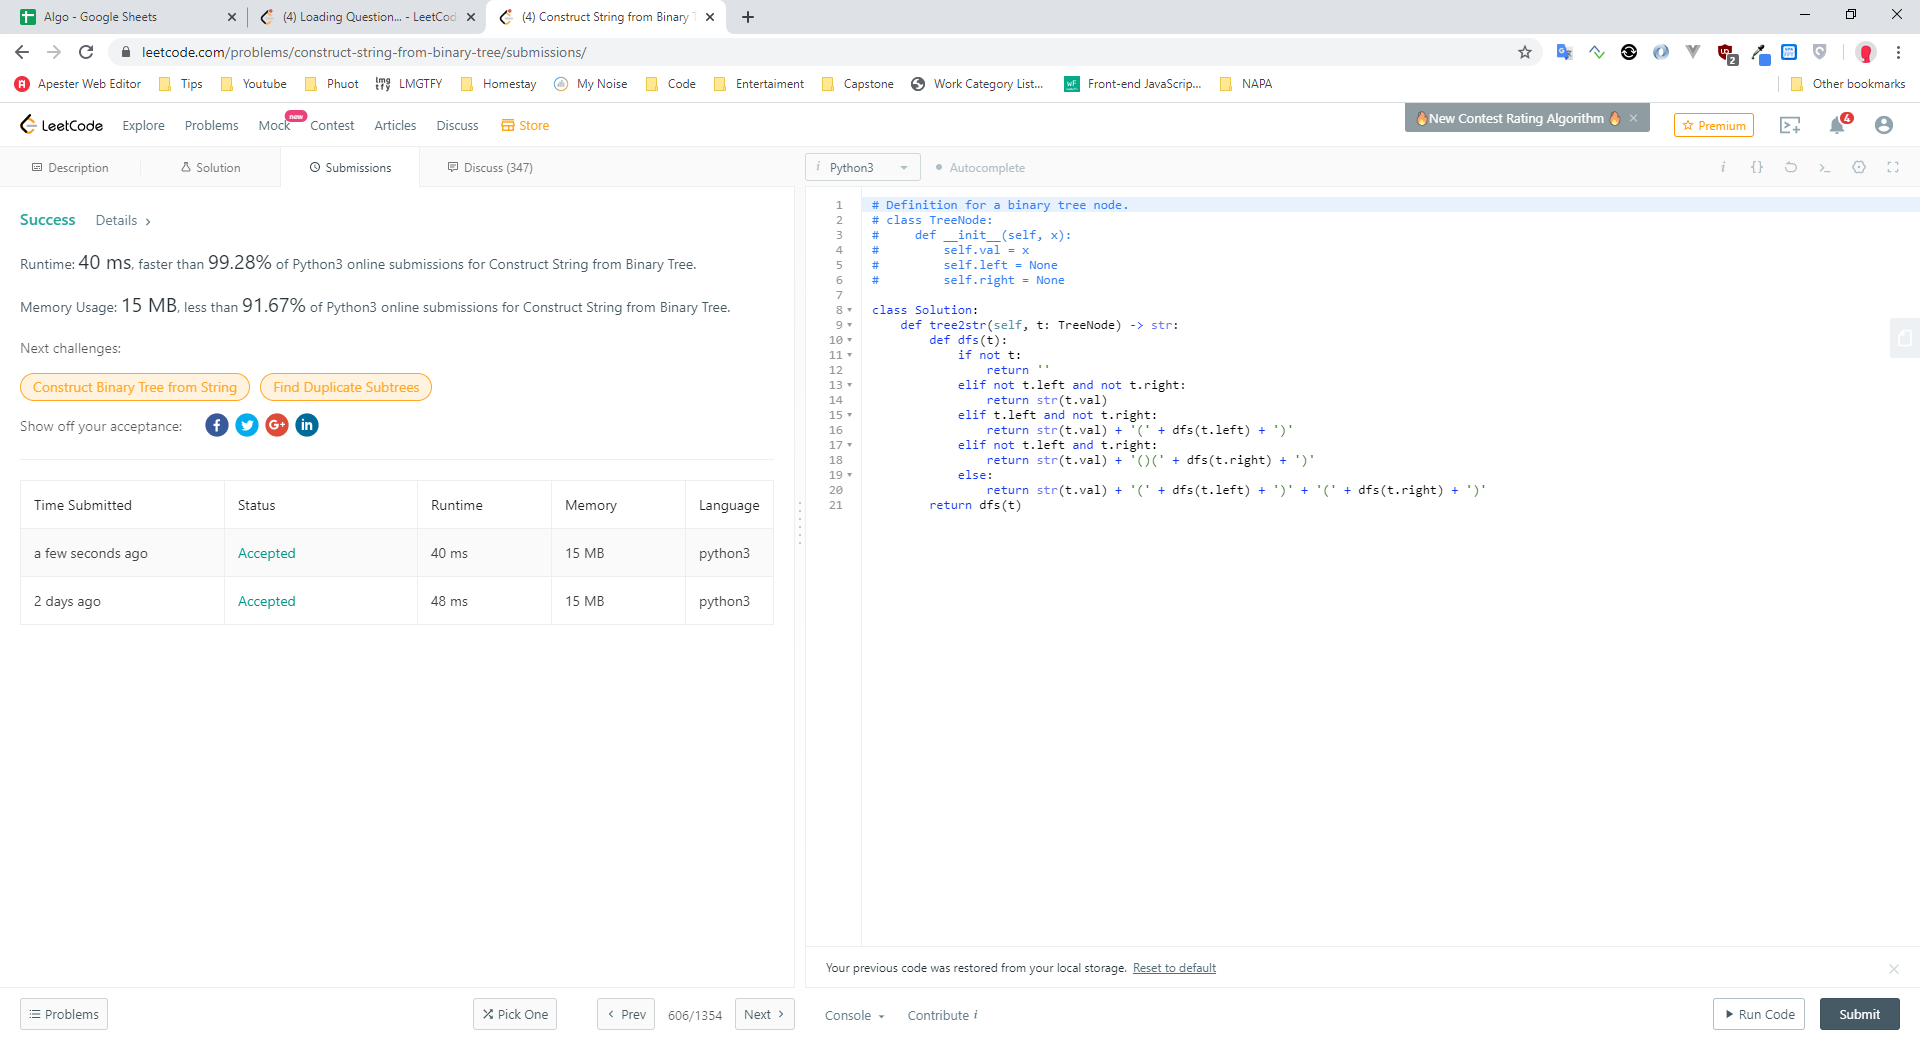 Algo - Google Sheets
(4) Loading Question... - LeetCod
(4) Construct String from Binary
leetcode.com/problems/construct-string-from-binary-tree/submissions/
2
Apester Web Editor Tips Youtube Phuot LMGTFY Homestay My Noise Code Entertaiment Capstone Work Category List... Front-end JavaScrip... NAPA Other bookmarks
LeetCode Explore Problems Mock new Contest Articles Discuss Store
🔥New Contest Rating Algorithm 🔥 ×
Premium
4
Description Solution Submissions Discuss (347)
i Python3 Autocomplete
Success Details >
Runtime: 40 ms, faster than 99.28% of Python3 online submissions for Construct String from Binary Tree.
Memory Usage: 15 MB, less than 91.67% of Python3 online submissions for Construct String from Binary Tree.
Next challenges:
Construct Binary Tree from String Find Duplicate Subtrees
Show off your acceptance: f G+ in
Time Submitted Status Runtime Memory Language
a few seconds ago Accepted 40 ms 15 MB python3
2 days ago Accepted 48 ms 15 MB python3
1 # Definition for a binary tree node.
2 # class TreeNode:
3 #     def __init__(self, x):
4 #         self.val = x
5 #         self.left = None
6 #         self.right = None
7
8 class Solution:
9     def tree2str(self, t: TreeNode) -> str:
10         def dfs(t):
11             if not t:
12                 return ''
13             elif not t.left and not t.right:
14                 return str(t.val)
15             elif t.left and not t.right:
16                 return str(t.val) + '(' + dfs(t.left) + ')'
17             elif not t.left and t.right:
18                 return str(t.val) + '()(' + dfs(t.right) + ')'
19             else:
20                 return str(t.val) + '(' + dfs(t.left) + ')' + '(' + dfs(t.right) + ')'
21         return dfs(t)
Your previous code was restored from your local storage. Reset to default
Problems Pick One < Prev 606/1354 Next > Console Contribute i Run Code Submit